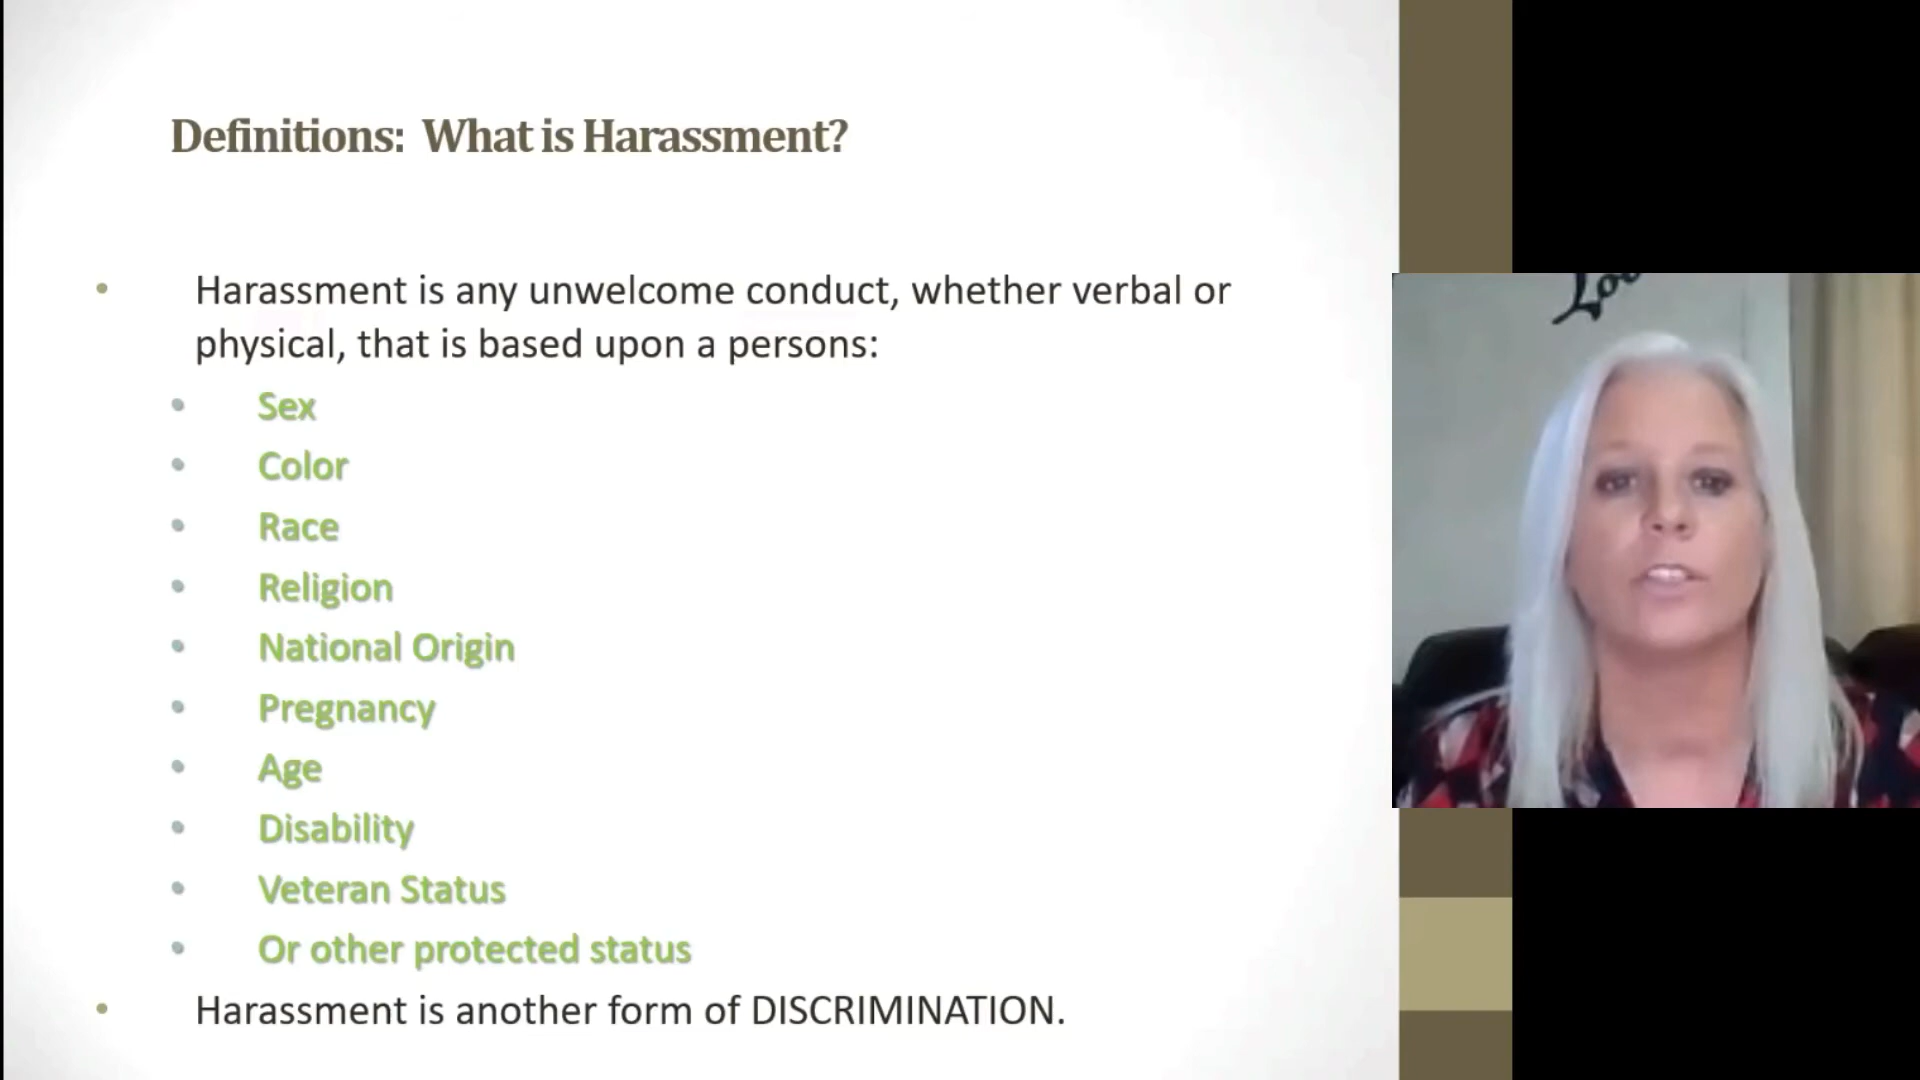 Definitions: What is Harassment?
Harassment is any unwelcome conduct, whether verbal or
physical, that is based upon a persons:
Sex
Color
Race
Religion
National Origin
Pregnancy
Age
Disability
Veteran Status
Or other protected status
Harassment is another form of DISCRIMINATION.